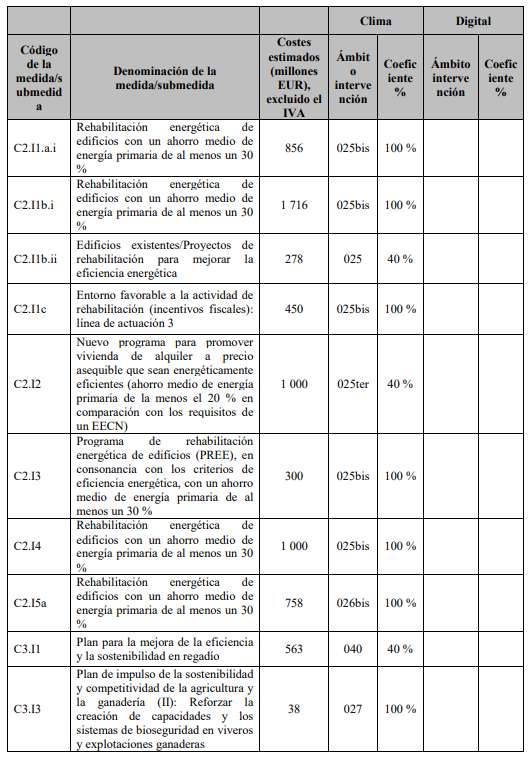 Clima Digital
Código
de la
medida/s
ubmedid
a
Denominación de la
medida/submedida
Costes
estimados
(millones
EUR),
excluido el
IVA
Ámbit
o
interve
nción
Coefic
iente
%
Ámbito
interve
nción
Coefic
iente
%
C2.I1.a.i
Rehabilitación energética de
edificios con un ahorro medio de
energía primaria de al menos un 30
%
856
025bis
100 %
C2.I1b.i
Rehabilitación energética de
edificios con un ahorro medio de
energía primaria de al menos un 30
%
1 716
025bis
100 %
C2.I1b.ii
Edificios existentes/Proyectos de
rehabilitación para mejorar la
eficiencia energética
278
025
40 %
C2.I1c
Entorno favorable a la actividad de
rehabilitación (incentivos fiscales):
línea de actuación 3
450
025bis
100 %
C2.I2
Nuevo programa para promover
vivienda de alquiler a precio
asequible que sean energéticamente
eficientes (ahorro medio de energía
primaria de la menos el 20 % en
comparación con los requisitos de
un EECN)
1 000
025ter
40 %
C2.I3
Programa de rehabilitación
energética de edificios (PREE), en
consonancia con los criterios de
eficiencia energética, con un ahorro
medio de energía primaria de al
menos un 30 %
300
025bis
100 %
C2.I4
Rehabilitación energética de
edificios con un ahorro medio de
energía primaria de al menos un 30
%
1 000
025bis
100 %
C2.I5a
Rehabilitación energética de
edificios con un ahorro medio de
energía primaria de al menos un 30
%
758
026bis
100 %
C3.I1
Plan para la mejora de la eficiencia
y la sostenibilidad en regadío
563
040
40 %
C3.I3
Plan de impulso de la sostenibilidad
y competitividad de la agricultura y
la ganadería (II): Reforzar la
creación de capacidades y los
sistemas de bioseguridad en viveros
y explotaciones ganaderas
38
027
100 %